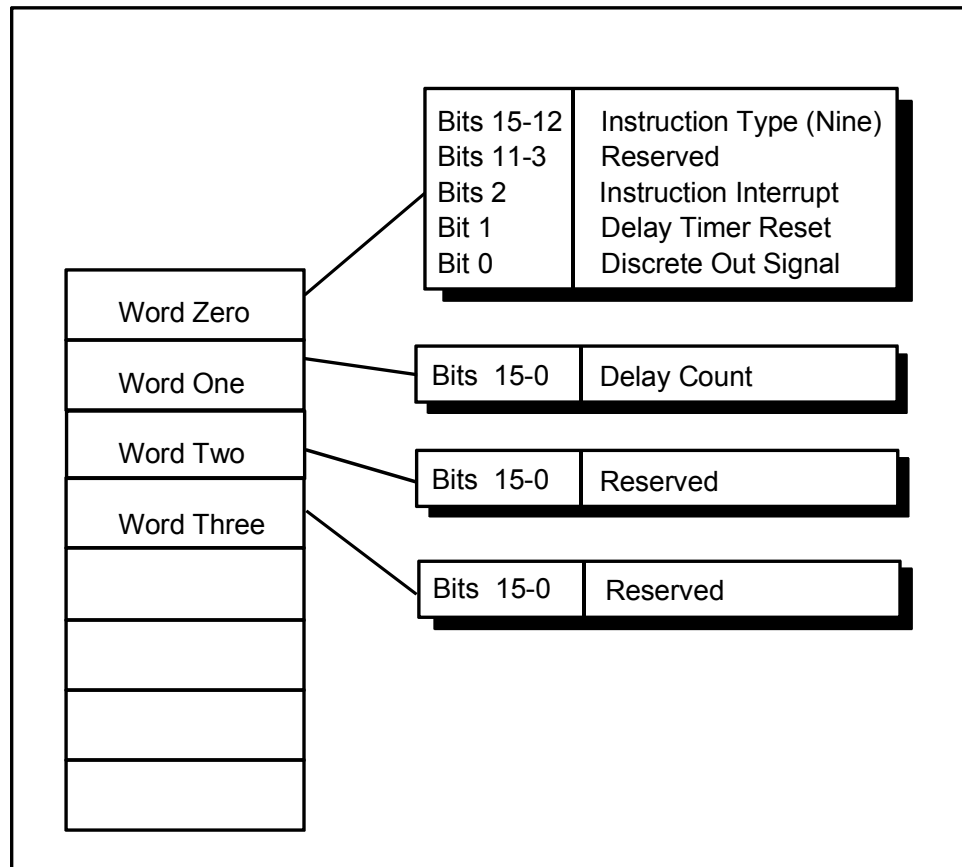 Bits 15-12 Instruction Type (Nine)
Bits 11-3 Reserved
Bits 2 Instruction Interrupt
Bit 1 Delay Timer Reset
Bit 0 Discrete Out Signal
Word Zero
Word One
Bits 15-0 Delay Count
Word Two
Bits 15-0 Reserved
Word Three
Bits 15-0 Reserved